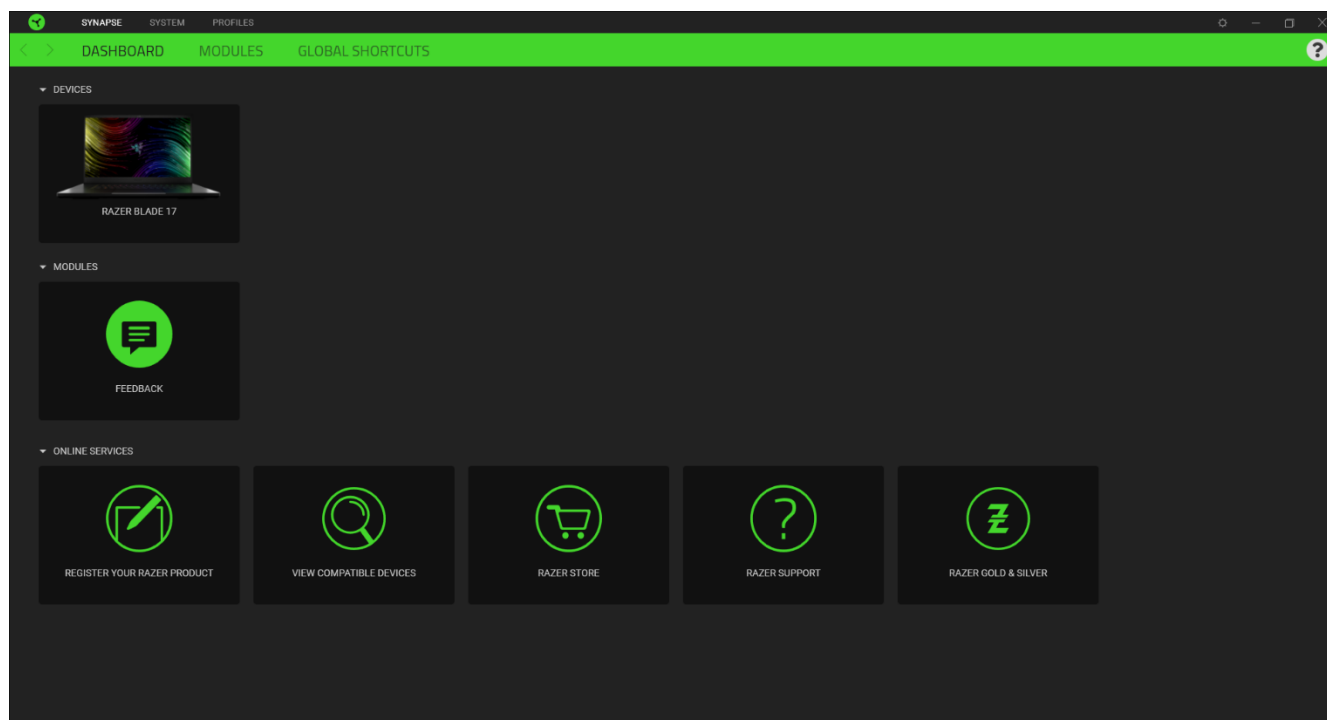 SYNAPSE SYSTEM PROFILES
DASHBOARD MODULES GLOBAL SHORTCUTS
?
DEVICES
RAZER BLADE 17
MODULES
FEEDBACK
ONLINE SERVICES
REGISTER YOUR RAZER PRODUCT VIEW COMPATIBLE DEVICES RAZER STORE RAZER SUPPORT RAZER GOLD & SILVER